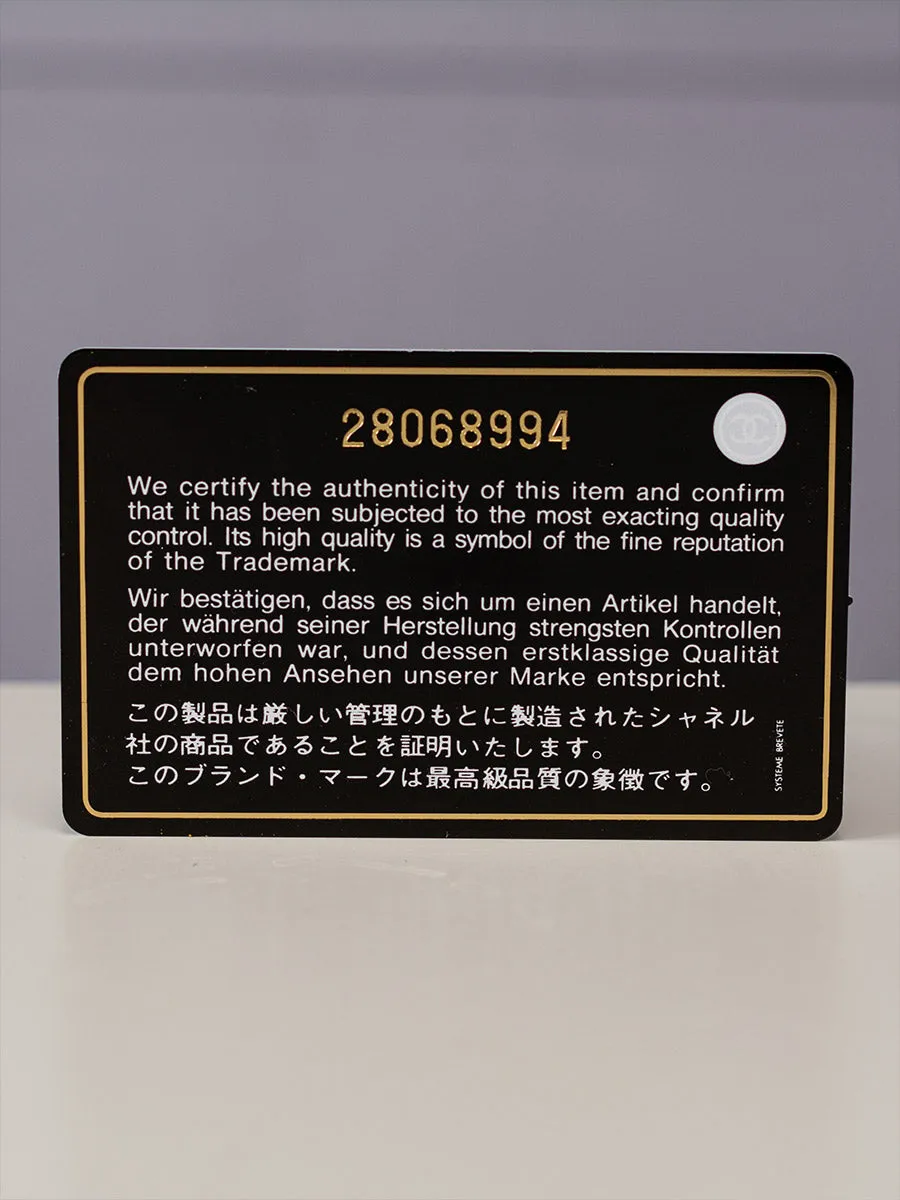 28068994
We certify the authenticity of this item and confirm
that it has been subjected to the most exacting quality
control. Its high quality is a symbol of the fine reputation
of the Trademark.
Wir bestätigen, dass es sich um einen Artikel handelt,
der während seiner Herstellung strengsten Kontrollen
unterworfen war, und dessen erstklassige Qualität
dem hohen Ansehen unserer Marke entspricht.
この製品は厳しい管理のもとに製造されたシャネル
社の商品であることを証明いたします。
このブランド・マークは最高級品質の象徴です。
SYSTEME BREVETE